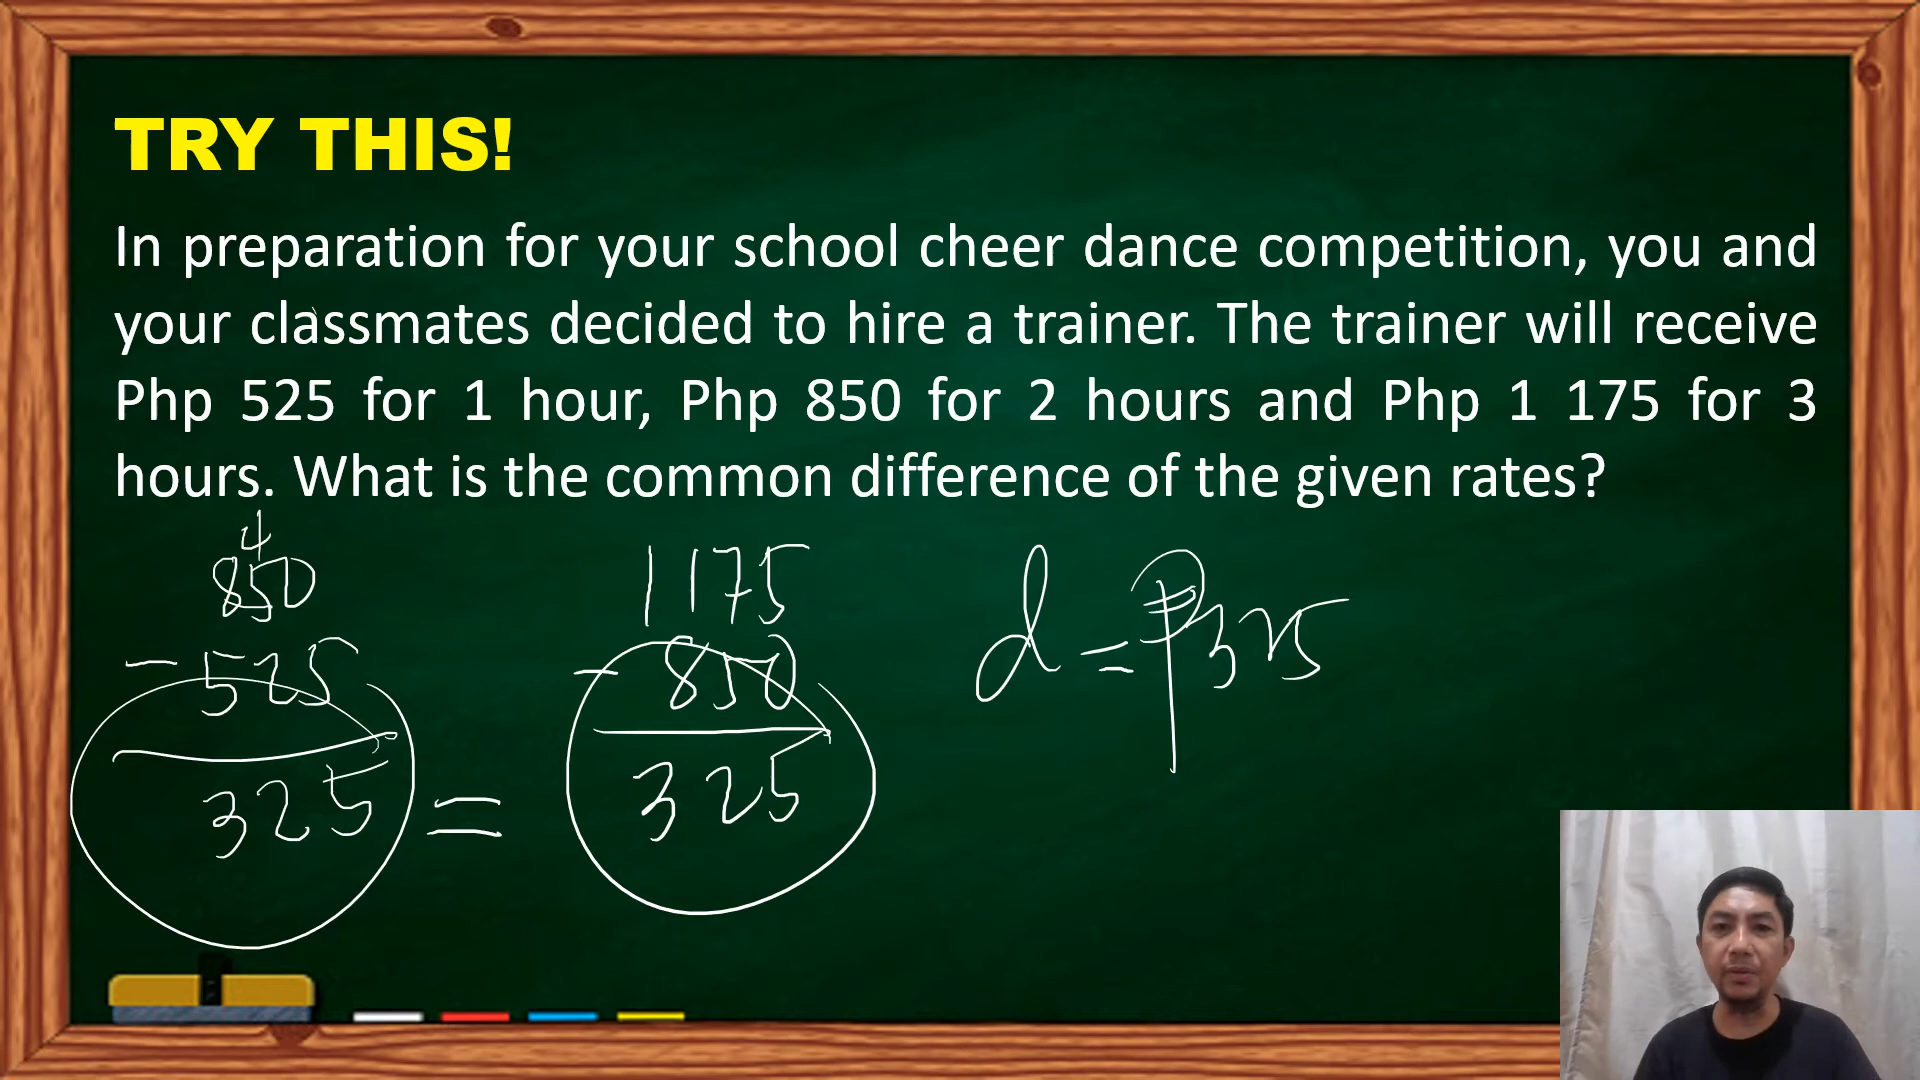 TRY THIS!
In preparation for your school cheer dance competition, you and
your classmates decided to hire a trainer. The trainer will receive
Php 525 for 1 hour, Php 850 for 2 hours and Php 1 175 for 3
hours. What is the common difference of the given rates?
4
850
- 525
325
=
1175
- 850
325
d = ₱325